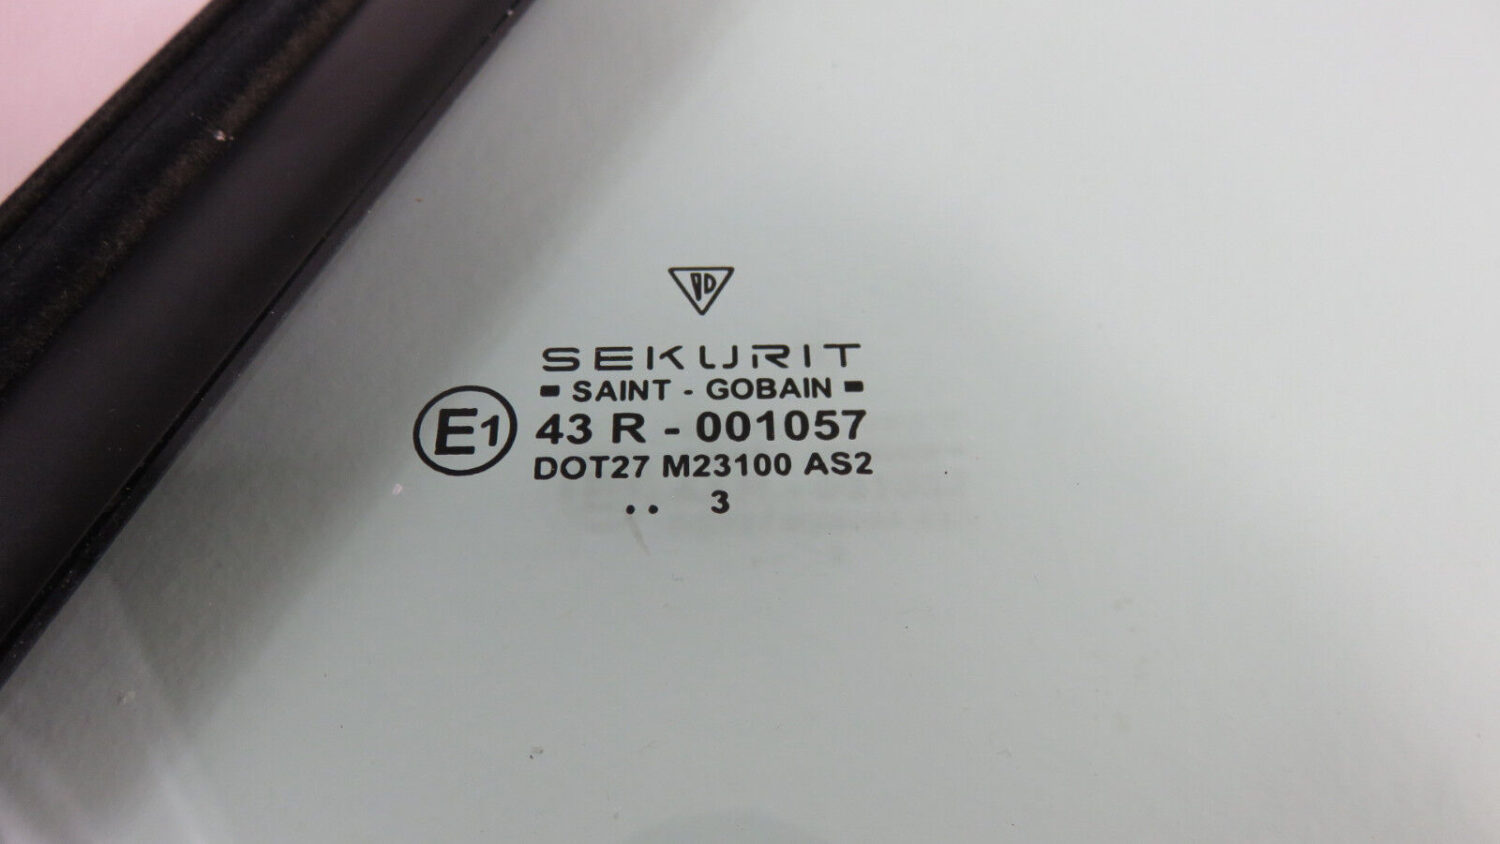 SEKURIT
SAINT - GOBAIN
E1
43 R - 001057
DOT27 M23100 AS2
.. 3